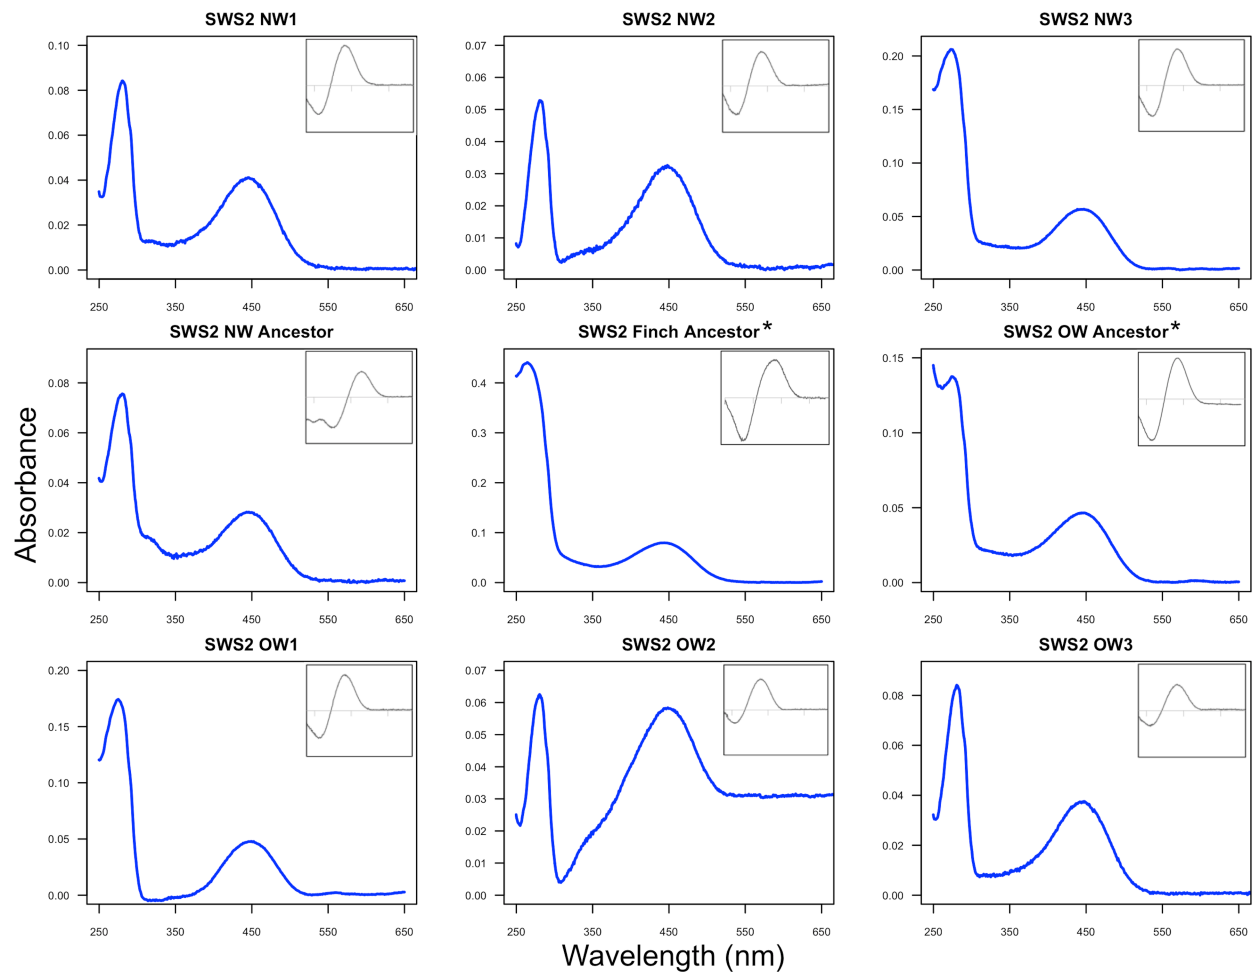 SWS2 NW1
0.10
0.08
0.06
0.04
0.02
0.00
250 350 450 550 650
SWS2 NW2
0.07
0.06
0.05
0.04
0.03
0.02
0.01
0.00
250 350 450 550 650
SWS2 NW3
0.20
0.15
0.10
0.05
0.00
250 350 450 550 650
Absorbance
SWS2 NW Ancestor
0.08
0.06
0.04
0.02
0.00
250 350 450 550 650
SWS2 Finch Ancestor*
0.4
0.3
0.2
0.1
0.0
250 350 450 550 650
SWS2 OW Ancestor*
0.15
0.10
0.05
0.00
250 350 450 550 650
SWS2 OW1
0.20
0.15
0.10
0.05
0.00
250 350 450 550 650
SWS2 OW2
0.07
0.06
0.05
0.04
0.03
0.02
0.01
0.00
250 350 450 550 650
SWS2 OW3
0.08
0.06
0.04
0.02
0.00
250 350 450 550 650
Wavelength (nm)